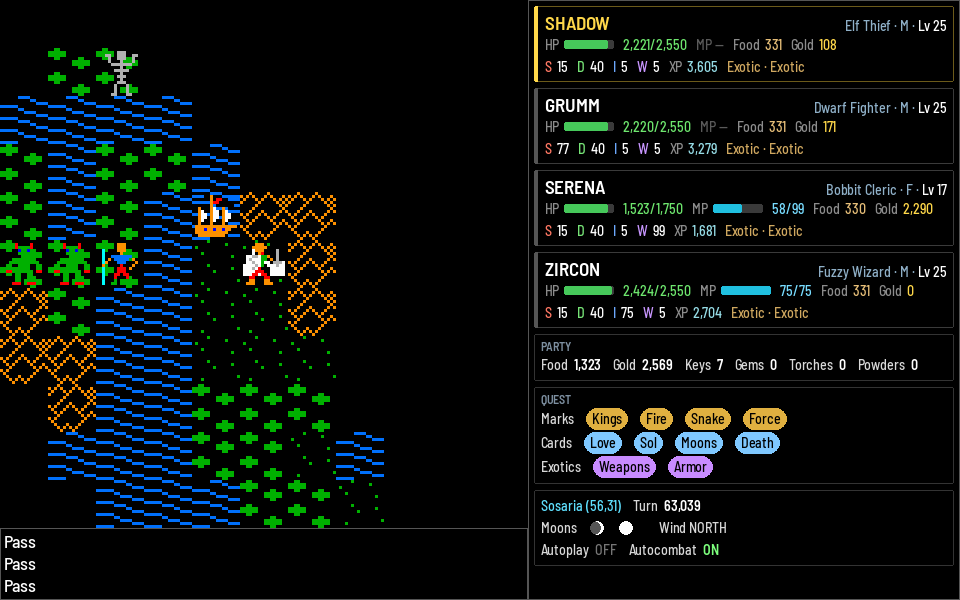 SHADOW Elf Thief · M · Lv 25
HP 2,221/2,550 MP — Food 331 Gold 108
S 15 D 40 I 5 W 5 XP 3,605 Exotic · Exotic
GRUMM Dwarf Fighter · M · Lv 25
HP 2,220/2,550 MP — Food 331 Gold 171
S 77 D 40 I 5 W 5 XP 3,279 Exotic · Exotic
SERENA Bobbit Cleric · F · Lv 17
HP 1,523/1,750 MP 58/99 Food 330 Gold 2,290
S 15 D 40 I 5 W 99 XP 1,681 Exotic · Exotic
ZIRCON Fuzzy Wizard · M · Lv 25
HP 2,424/2,550 MP 75/75 Food 331 Gold 0
S 15 D 40 I 75 W 5 XP 2,704 Exotic · Exotic
PARTY
Food 1,323 Gold 2,569 Keys 7 Gems 0 Torches 0 Powders 0
QUEST
Marks Kings Fire Snake Force
Cards Love Sol Moons Death
Exotics Weapons Armor
Sosaria (56,31) Turn 63,039
Moons Wind NORTH
Autoplay OFF Autocombat ON
Pass
Pass
Pass